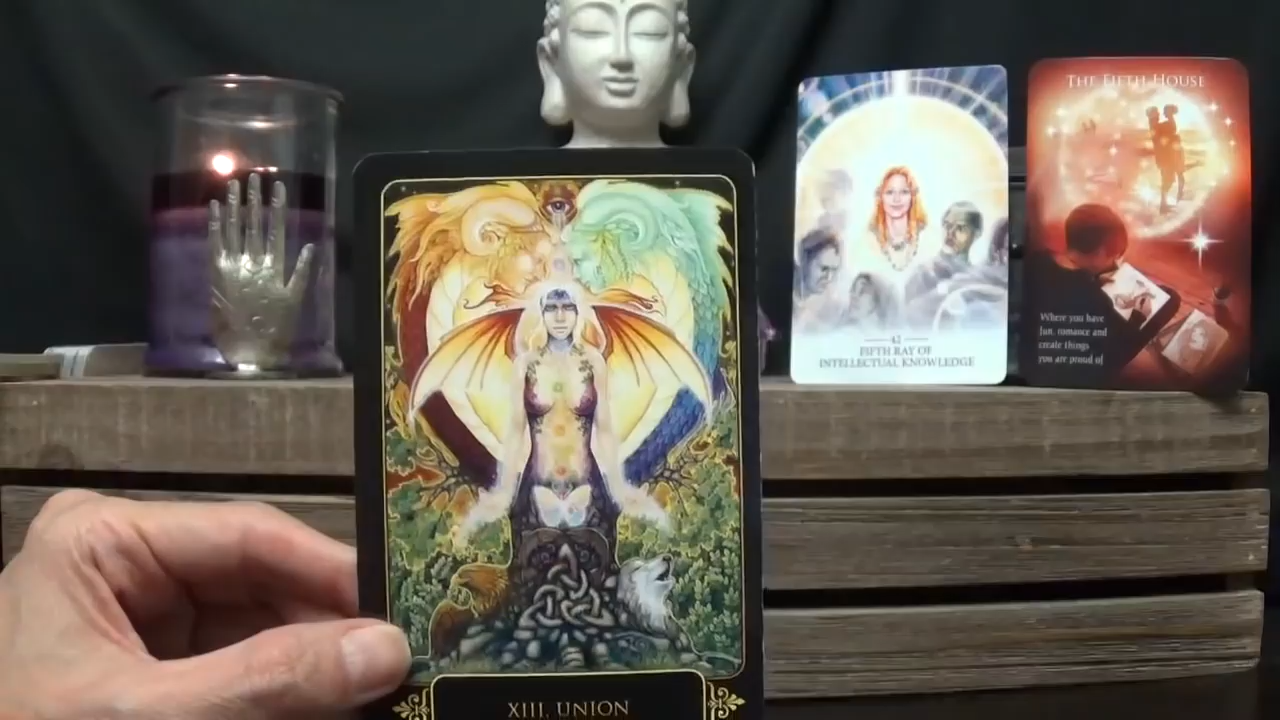 XIII. UNION
42
FIFTH RAY OF
INTELLECTUAL KNOWLEDGE
THE FIFTH HOUSE
Where you have
fun, romance and
create things
you are proud of